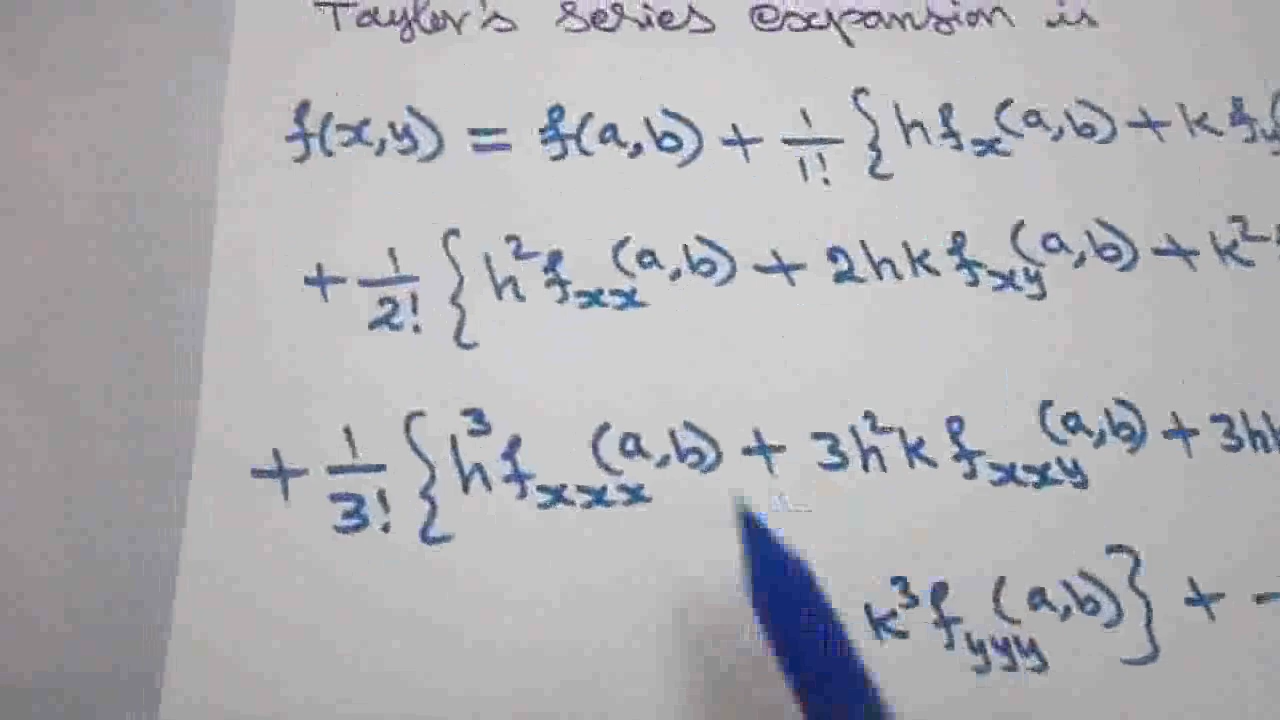 Taylor's series expansion is
f(x,y) = f(a,b) + 1/1! { h f_x (a,b) + k f_y
+ 1/2! { h² f_xx (a,b) + 2hk f_xy (a,b) + k²
+ 1/3! { h³ f_xxx (a,b) + 3h²k f_xxy (a,b) + 3h
k³ f_yyy (a,b) } + -